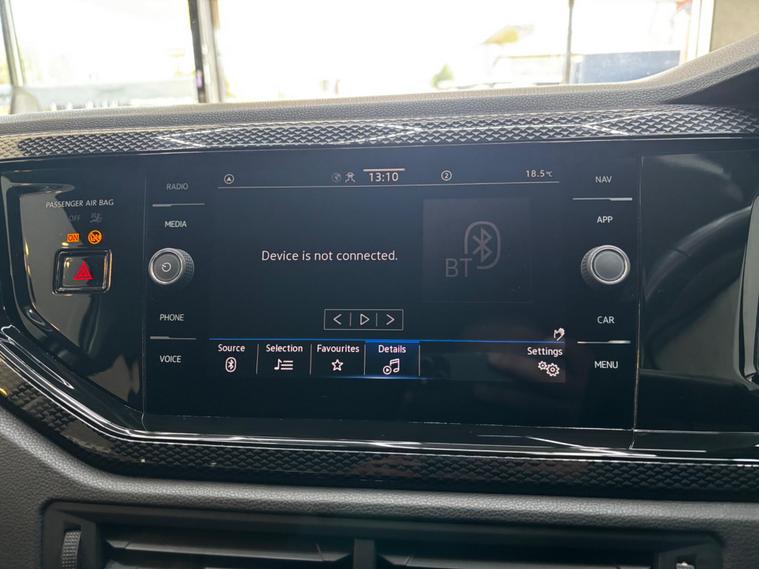 RADIO
MEDIA
PHONE
VOICE
PASSENGER AIR BAG
OFF
ON
A
13:10
2
18.5°C
Device is not connected.
BT
Source
Selection
Favourites
Details
Settings
NAV
APP
CAR
MENU